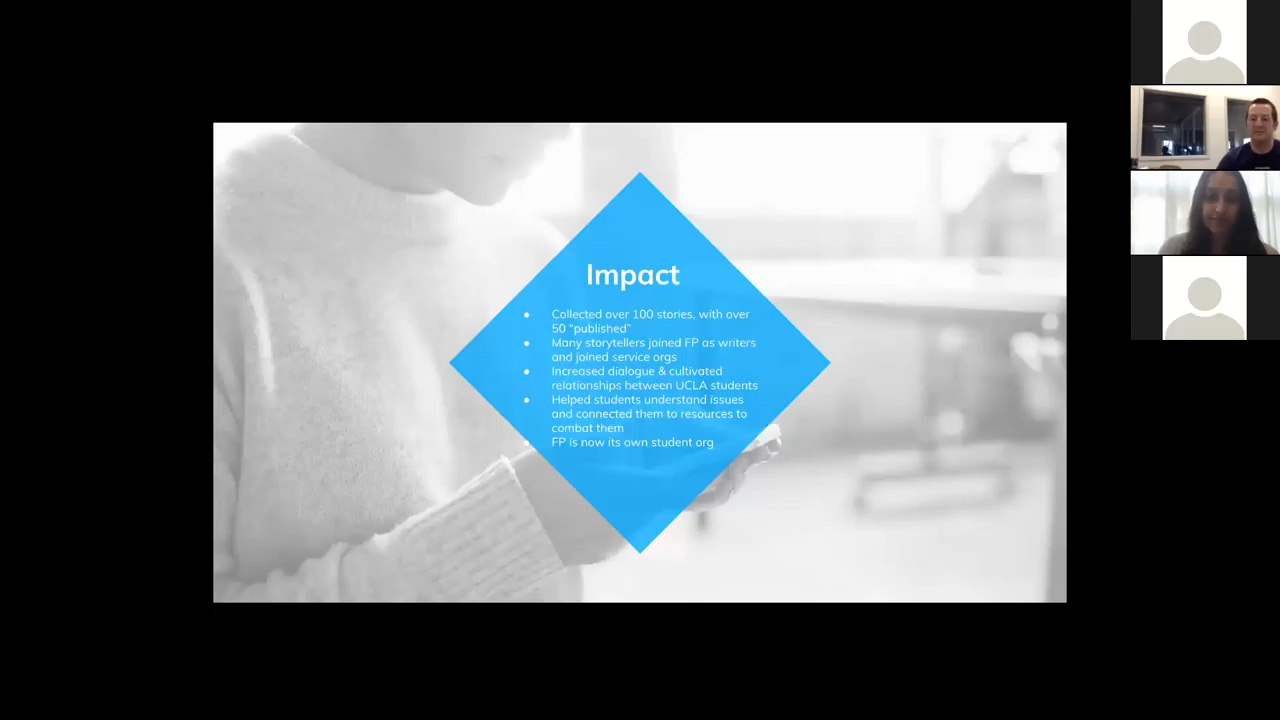 Impact
● Collected over 100 stories, with over
50 “published”
● Many storytellers joined FP as writers
and joined service orgs
● Increased dialogue & cultivated
relationships between UCLA students
● Helped students understand issues
and connected them to resources to
combat them
● FP is now its own student org